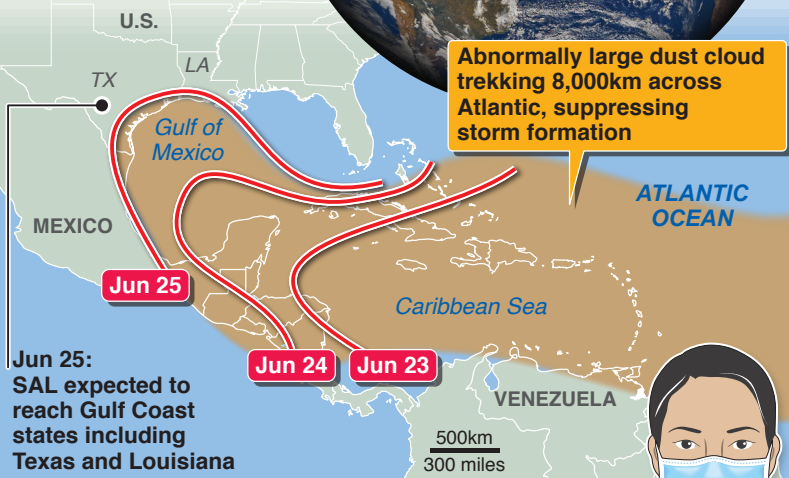 U.S.
TX
LA
Gulf of
Mexico
Abnormally large dust cloud
trekking 8,000km across
Atlantic, suppressing
storm formation
ATLANTIC
OCEAN
MEXICO
Jun 25
Caribbean Sea
Jun 24
Jun 23
Jun 25:
SAL expected to
reach Gulf Coast
states including
Texas and Louisiana
VENEZUELA
500km
300 miles